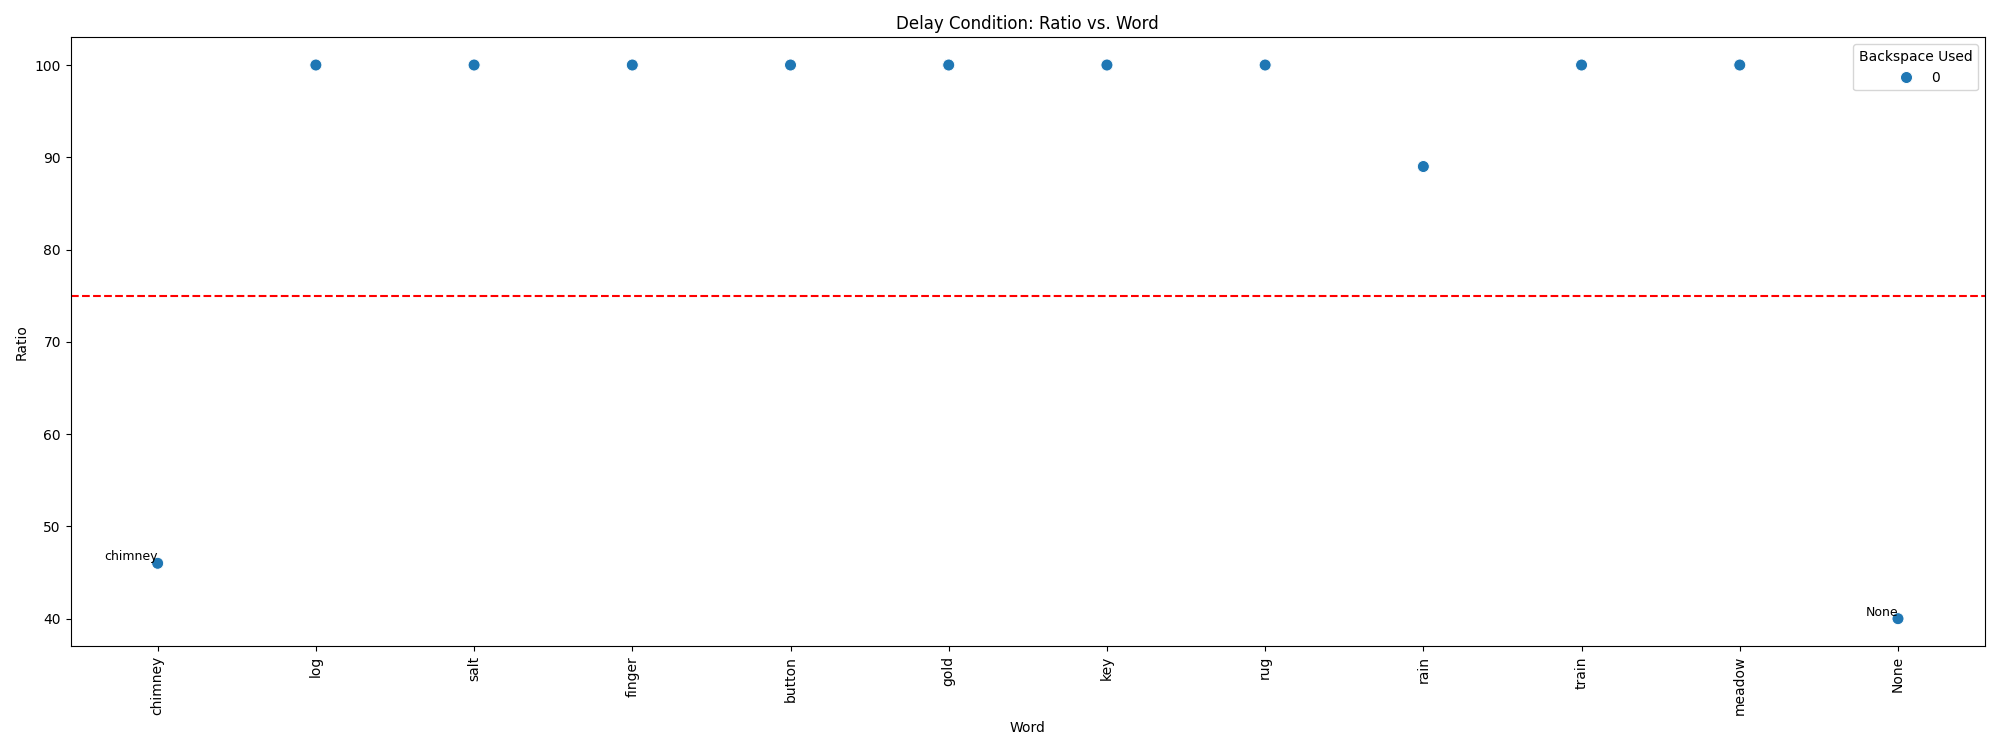 Delay Condition: Ratio vs. Word
Backspace Used
0
100
90
80
70
60
50
40
Ratio
chimney
None
chimney
log
salt
finger
button
gold
key
rug
rain
train
meadow
None
Word